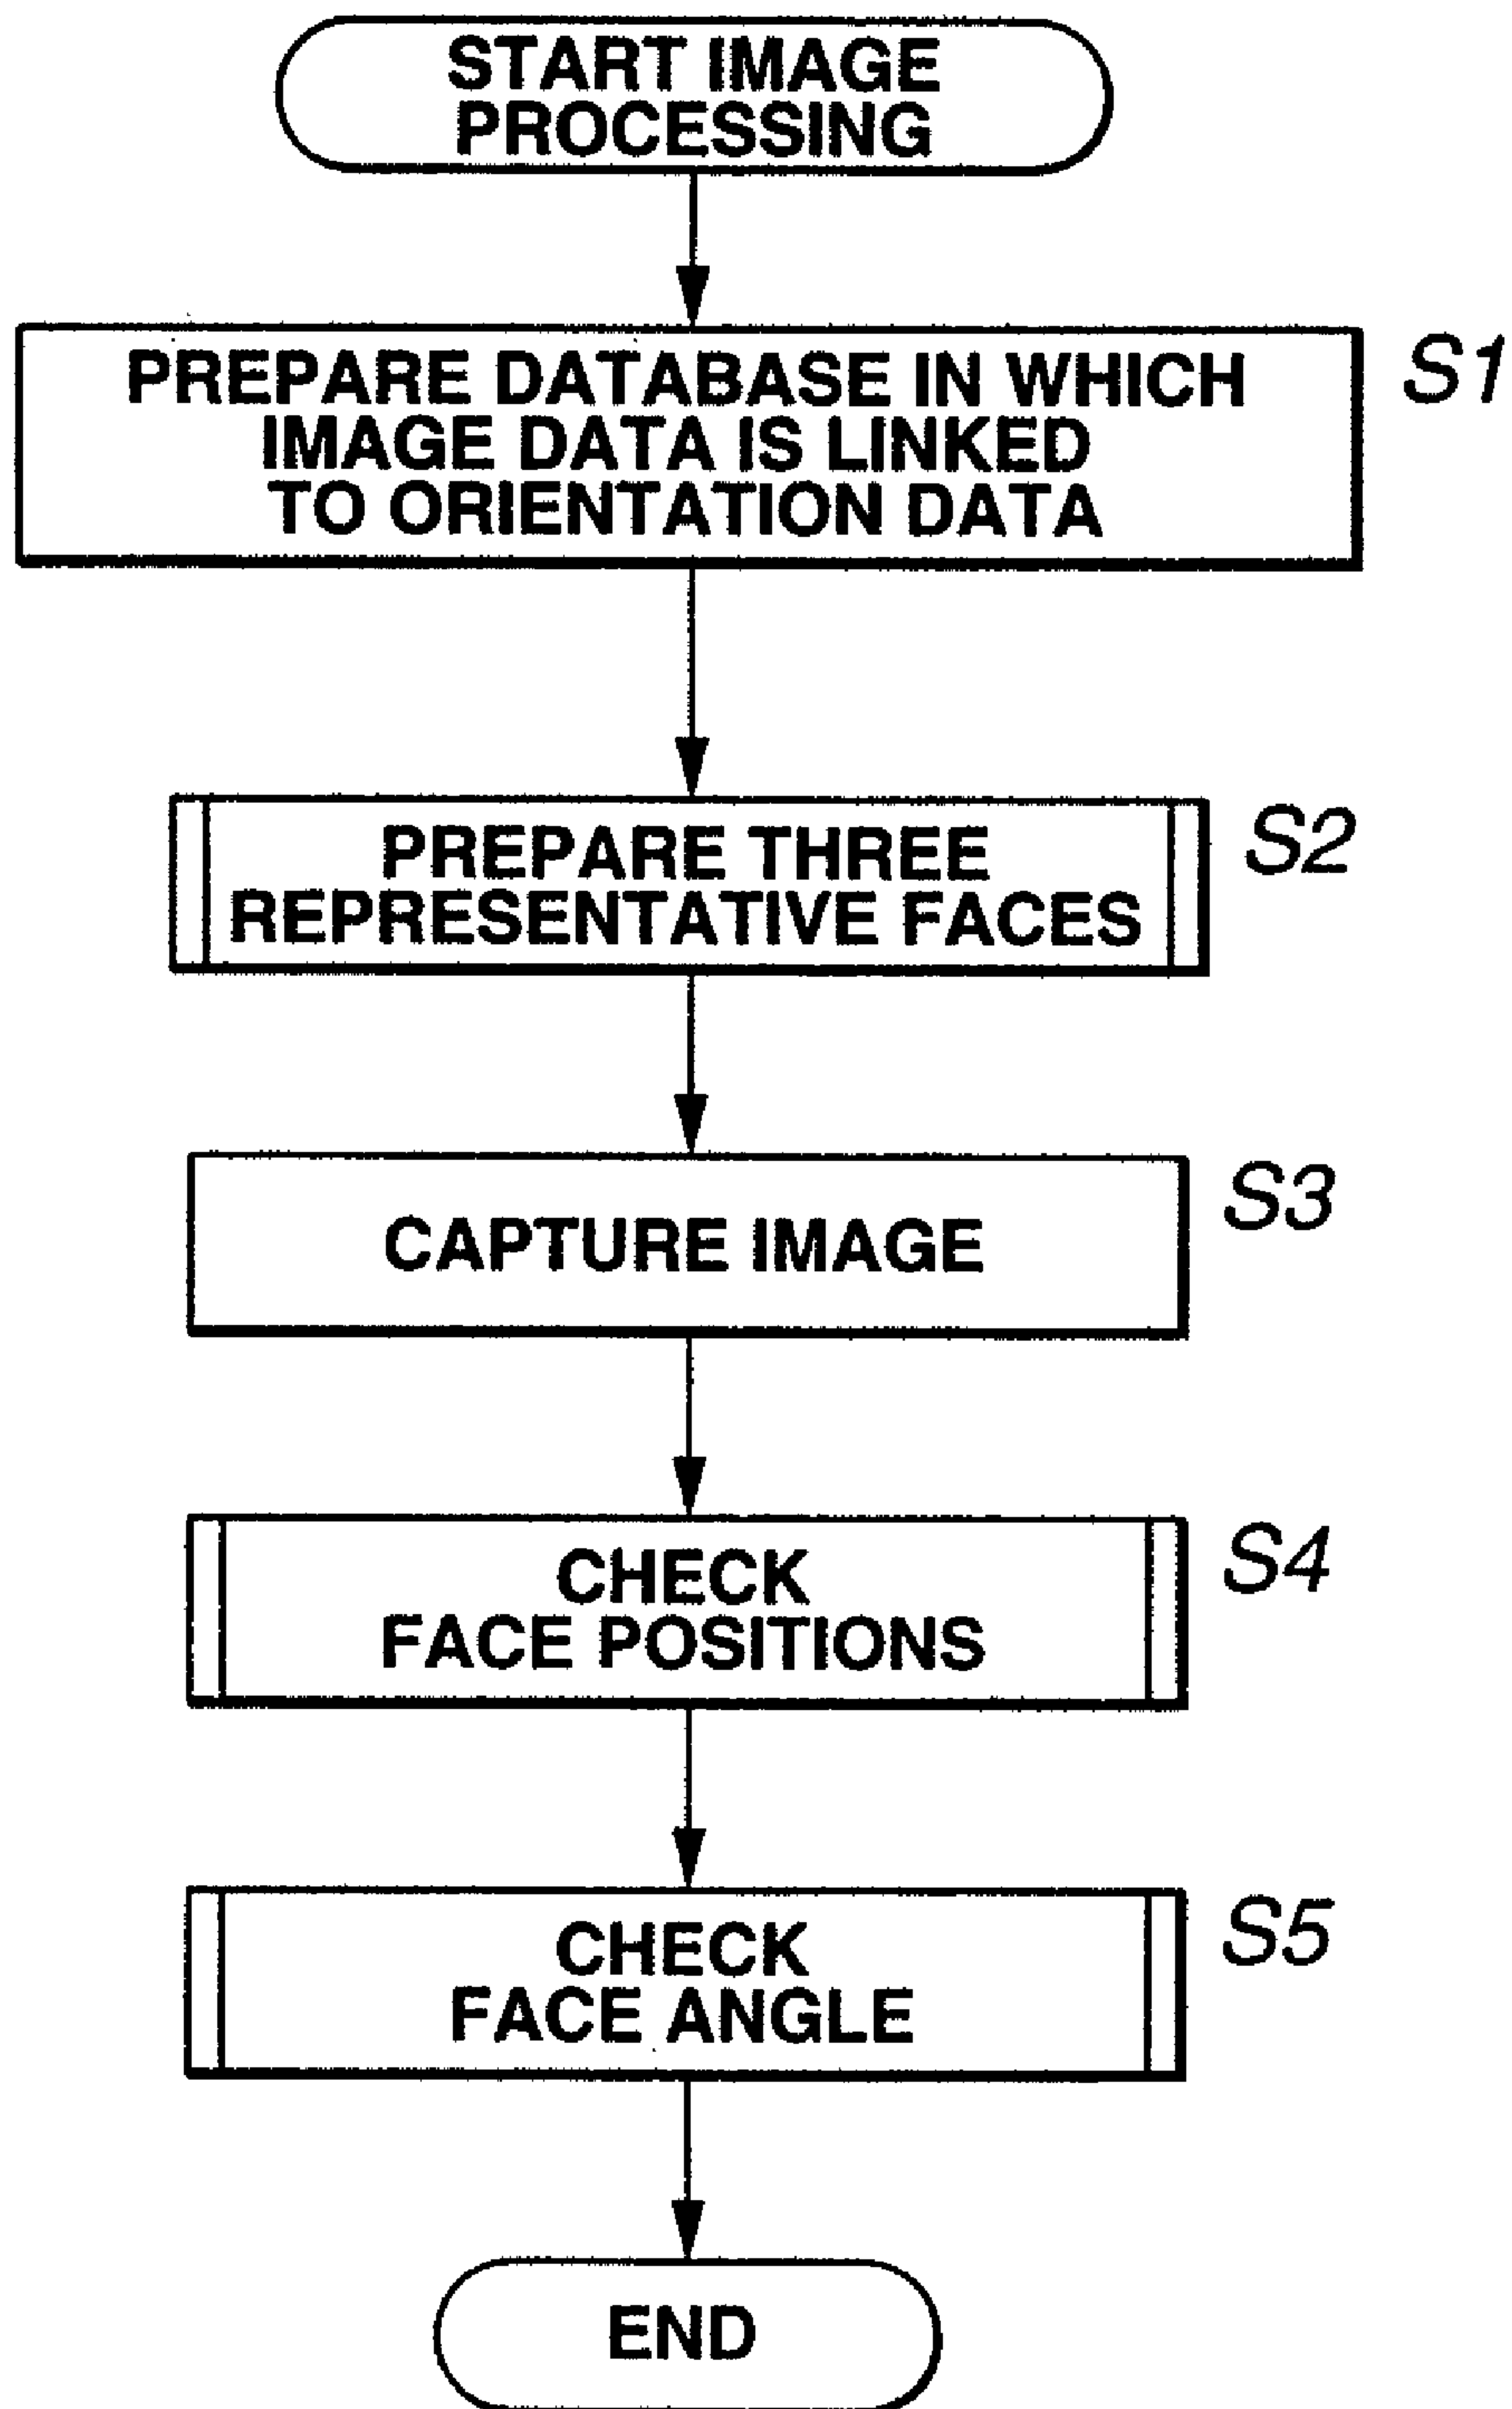 START IMAGE
PROCESSING
PREPARE DATABASE IN WHICH
IMAGE DATA IS LINKED
TO ORIENTATION DATA
S1
PREPARE THREE
REPRESENTATIVE FACES
S2
CAPTURE IMAGE
S3
CHECK
FACE POSITIONS
S4
CHECK
FACE ANGLE
S5
END